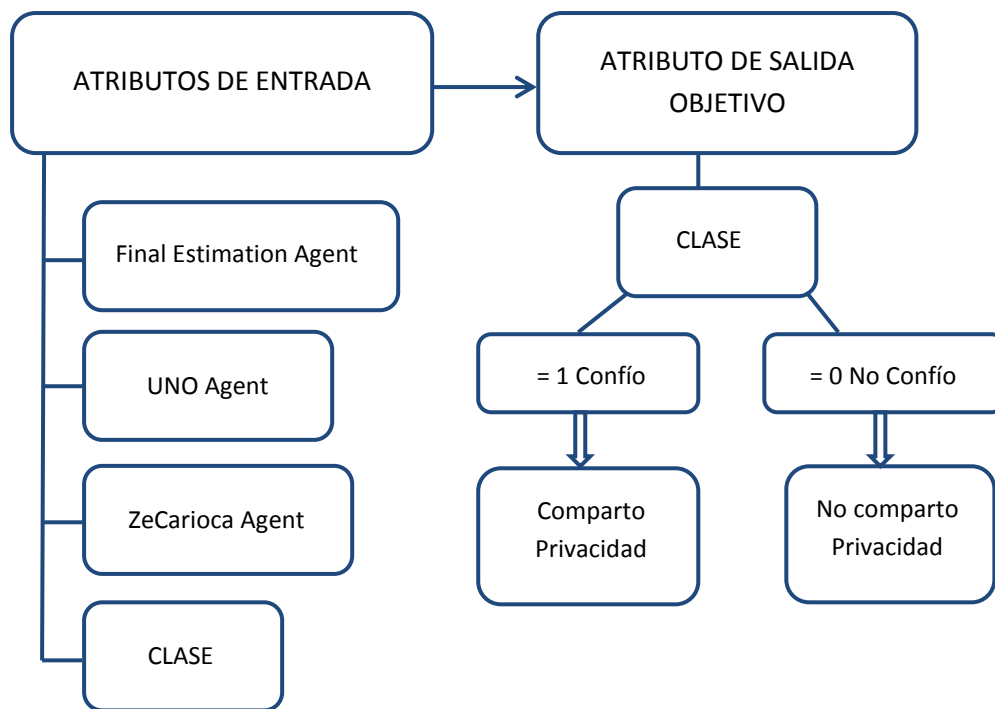 ATRIBUTOS DE ENTRADA
ATRIBUTO DE SALIDA
OBJETIVO
Final Estimation Agent
UNO Agent
ZeCarioca Agent
CLASE
CLASE
= 1 Confío
= 0 No Confío
Comparto
Privacidad
No comparto
Privacidad